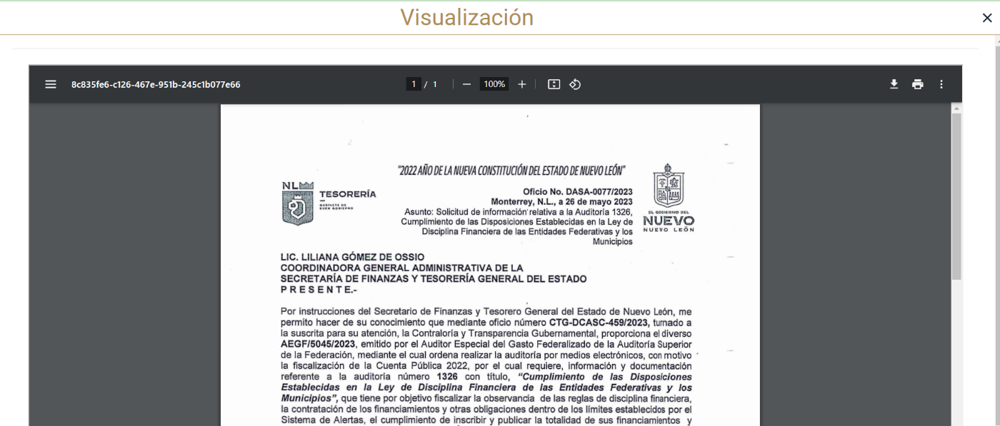 Visualización
8c835fe6-c126-467e-951b-245c1b077e66
1 / 1
100%
"2022 AÑO DE LA NUEVA CONSTITUCIÓN DEL ESTADO DE NUEVO LEÓN"
NL
TESORERÍA
GABINETE DE
BUEN GOBIERNO
Oficio No. DASA-0077/2023
Monterrey, N.L., a 26 de mayo 2023
Asunto: Solicitud de información relativa a la Auditoría 1326,
Cumplimiento de las Disposiciones Establecidas en la Ley de
Disciplina Financiera de las Entidades Federativas y los
Municipios
EL GOBIERNO DEL
NUEVO
NUEVO LEÓN
LIC. LILIANA GÓMEZ DE OSSIO
COORDINADORA GENERAL ADMINISTRATIVA DE LA
SECRETARÍA DE FINANZAS Y TESORERÍA GENERAL DEL ESTADO
P R E S E N T E.-
Por instrucciones del Secretario de Finanzas y Tesorero General del Estado de Nuevo León, me
permito hacer de su conocimiento que mediante oficio número CTG-DCASC-459/2023, turnado a
la suscrita para su atención, la Contraloría y Transparencia Gubernamental, proporciona el diverso
AEGF/5045/2023, emitido por el Auditor Especial del Gasto Federalizado de la Auditoría Superior
de la Federación, mediante el cual ordena realizar la auditoría por medios electrónicos, con motivo
la fiscalización de la Cuenta Pública 2022, por el cual requiere, información y documentación
referente a la auditoría número 1326 con título, "Cumplimiento de las Disposiciones
Establecidas en la Ley de Disciplina Financiera de las Entidades Federativas y los
Municipios", que tiene por objetivo fiscalizar la observancia de las reglas de disciplina financiera,
la contratación de los financiamientos y otras obligaciones dentro de los límites establecidos por el
Sistema de Alertas, el cumplimiento de inscribir y publicar la totalidad de sus financiamientos y